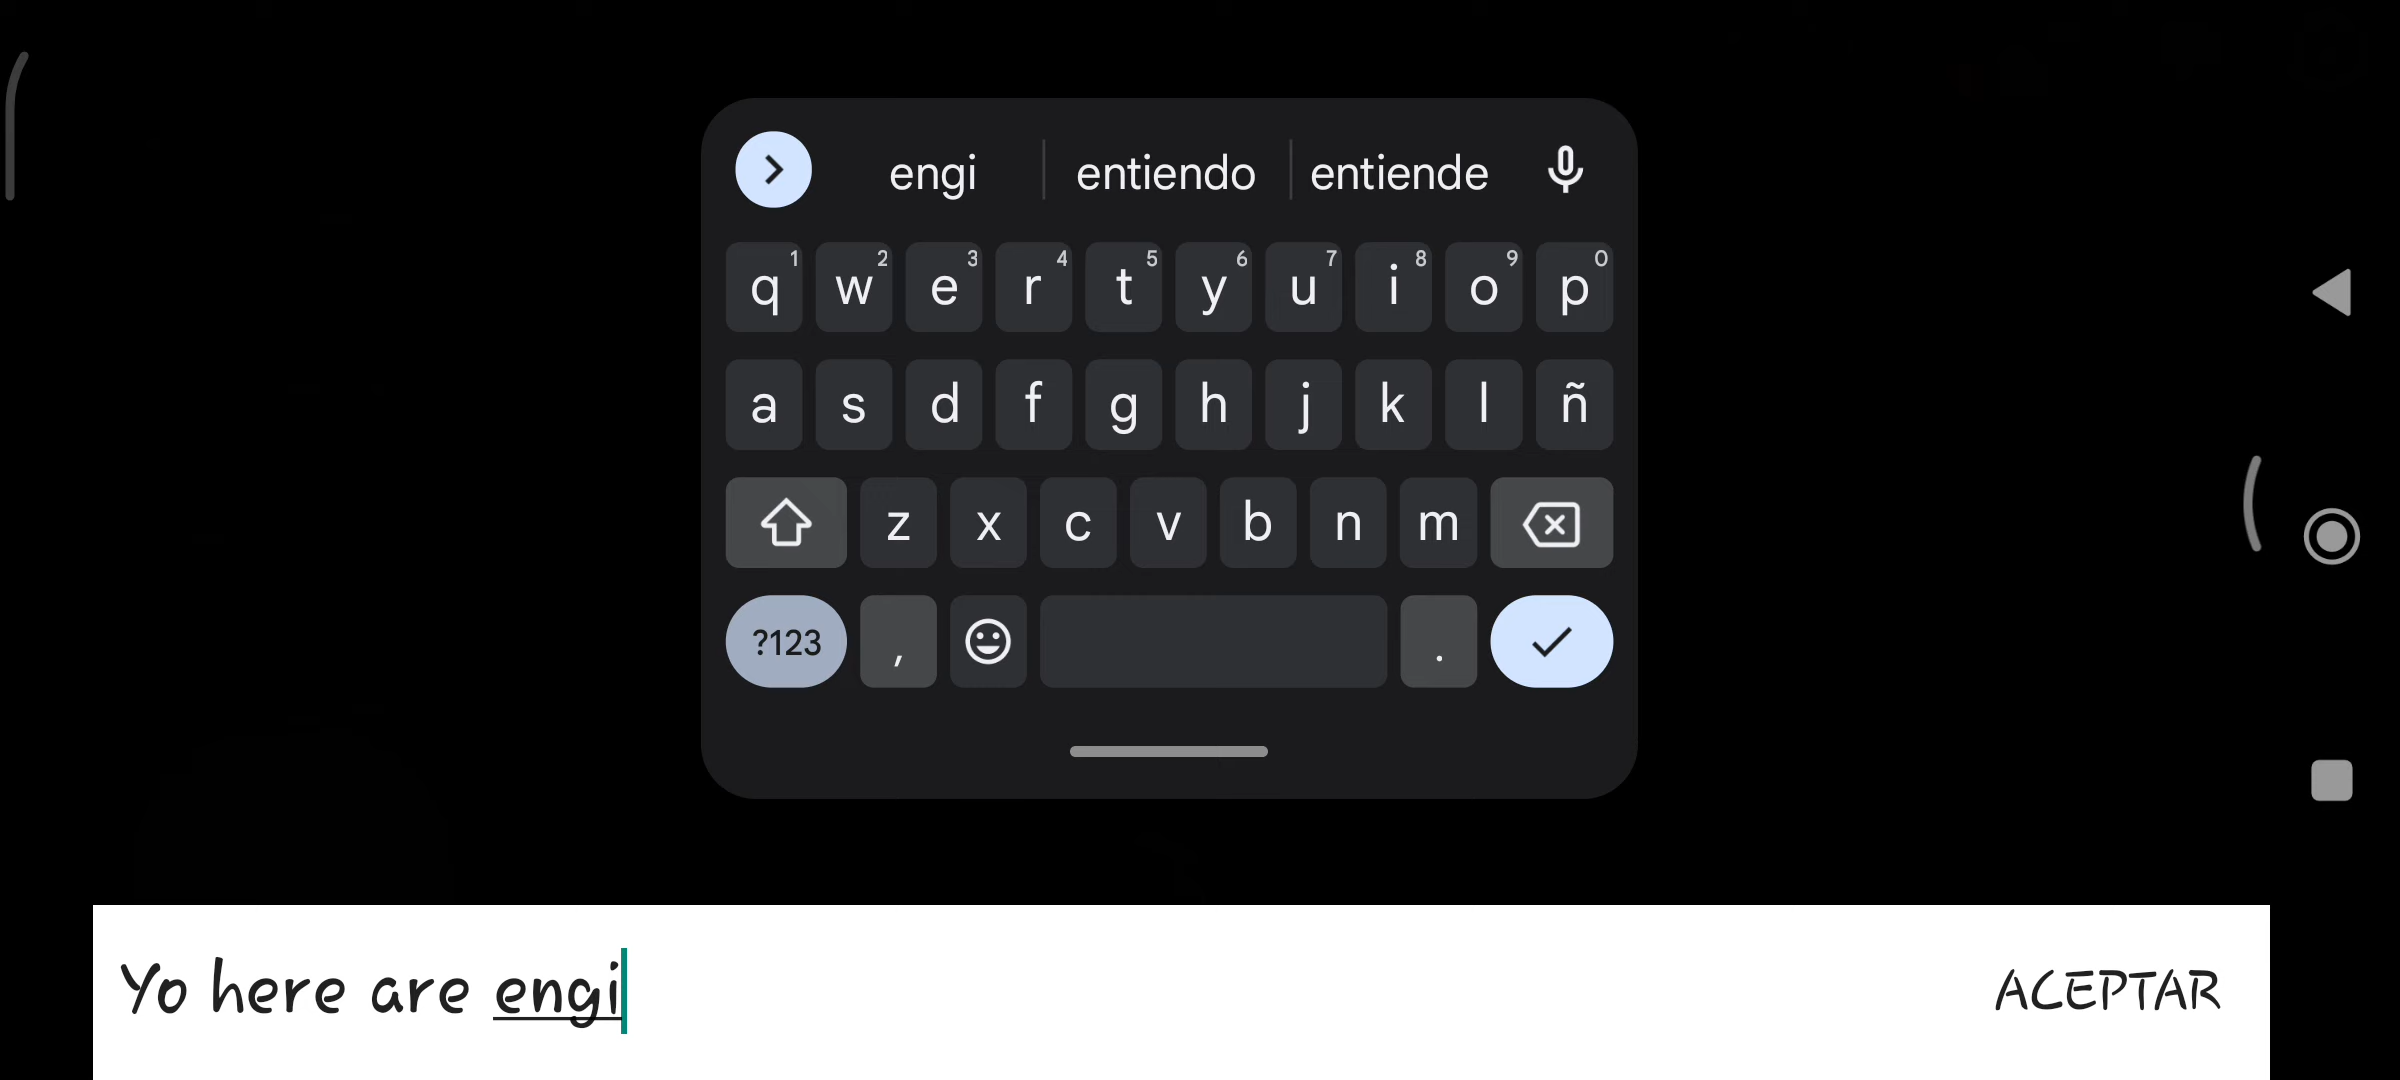 engi entiendo entiende
q1 w2 e3 r4 t5 y6 u7 i8 o9 p0
a s d f g h j k l ñ
z x c v b n m
?123 , .
Yo here are engi ACEPTAR